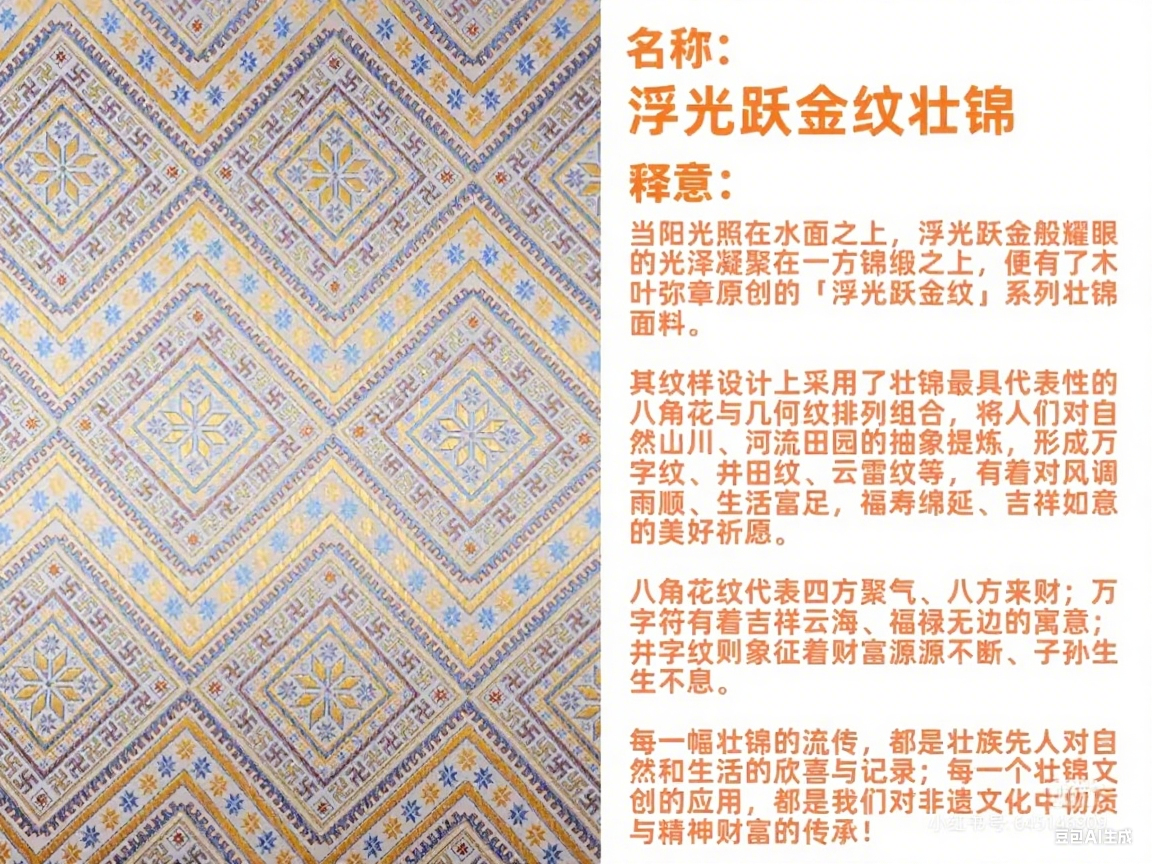 名称：
浮光跃金纹壮锦
释意：
当阳光照在水面之上，浮光跃金般耀眼
的光泽凝聚在一方锦缎之上，便有了木
叶弥章原创的「浮光跃金纹」系列壮锦
面料。
其纹样设计上采用了壮锦最具代表性的
八角花与几何纹排列组合，将人们对自
然山川、河流田园的抽象提炼，形成万
字纹、井田纹、云雷纹等，有着对风调
雨顺、生活富足，福寿绵延、吉祥如意
的美好祈愿。
八角花纹代表四方聚气、八方来财；万
字符有着吉祥云海、福禄无边的寓意；
井字纹则象征着财富源源不断、子孙生
生不息。
每一幅壮锦的流传，都是壮族先人对自
然和生活的欣喜与记录；每一个壮锦文
创的应用，都是我们对非遗文化中物质
与精神财富的传承！
小红书号:
豆包AI生成